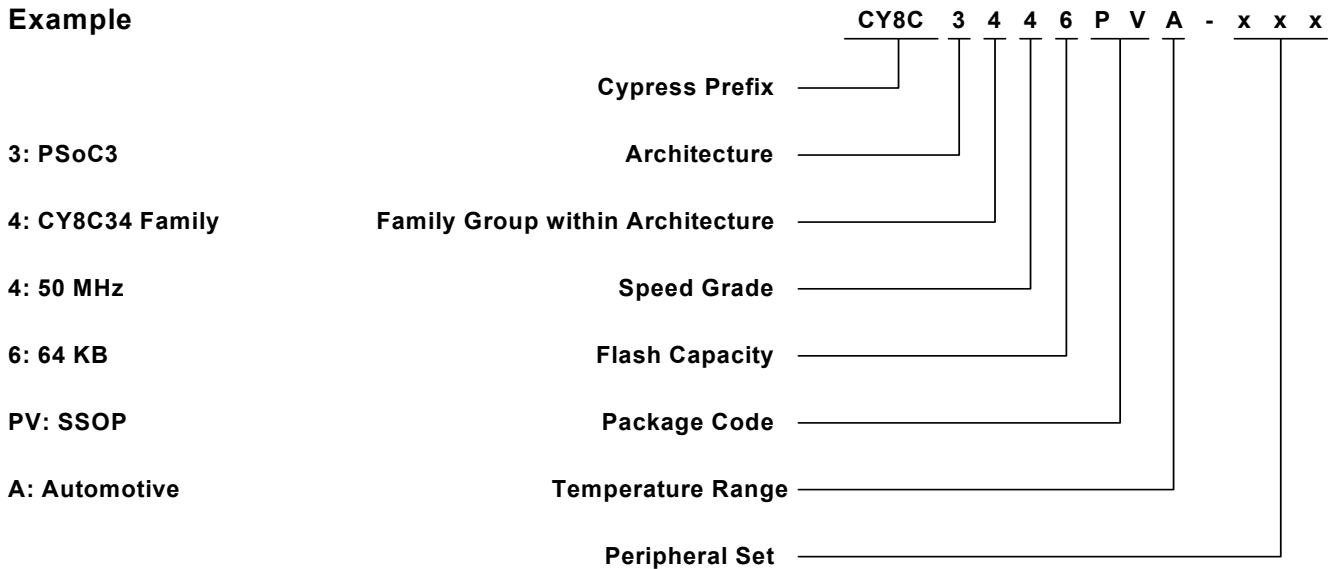 Example CY8C 3 4 4 6 P V A - x x x
Cypress Prefix
3: PSoC3 Architecture
4: CY8C34 Family Family Group within Architecture
4: 50 MHz Speed Grade
6: 64 KB Flash Capacity
PV: SSOP Package Code
A: Automotive Temperature Range
Peripheral Set